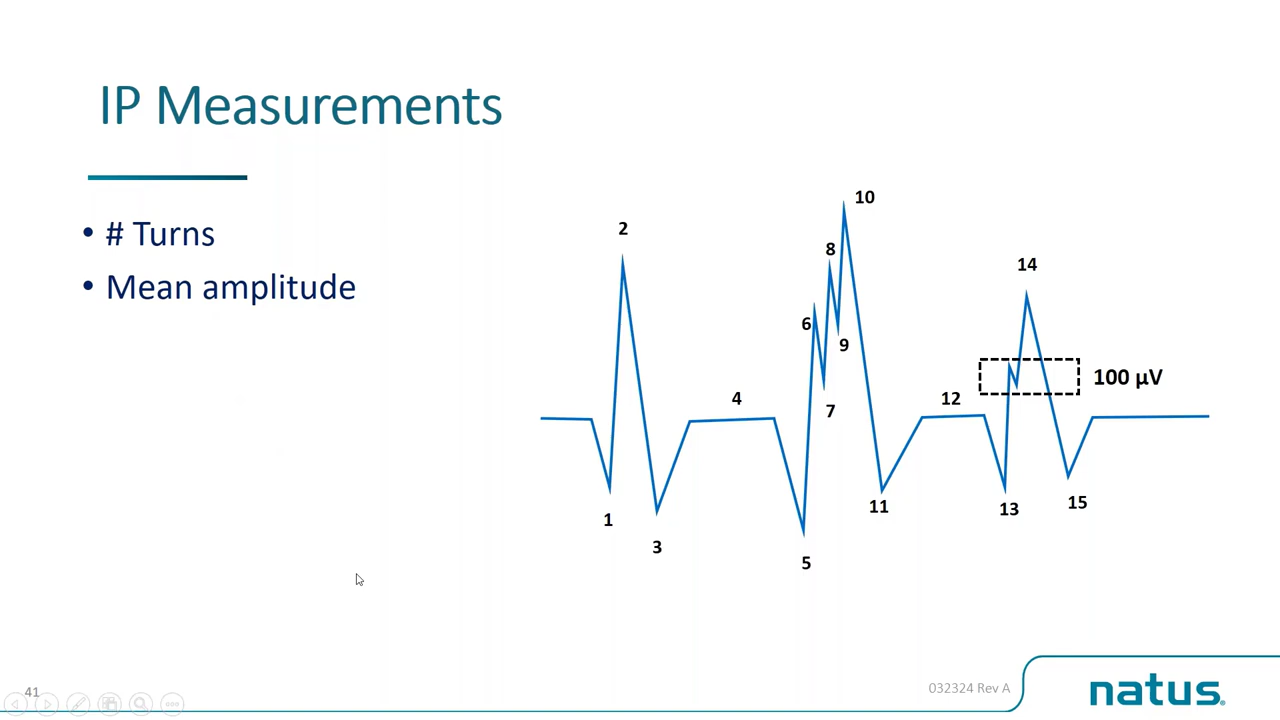 IP Measurements
• # Turns
• Mean amplitude
10
2
8
14
6
9
100 µV
12
4
7
11
13
15
1
3
5
41
032324 Rev A
natus®